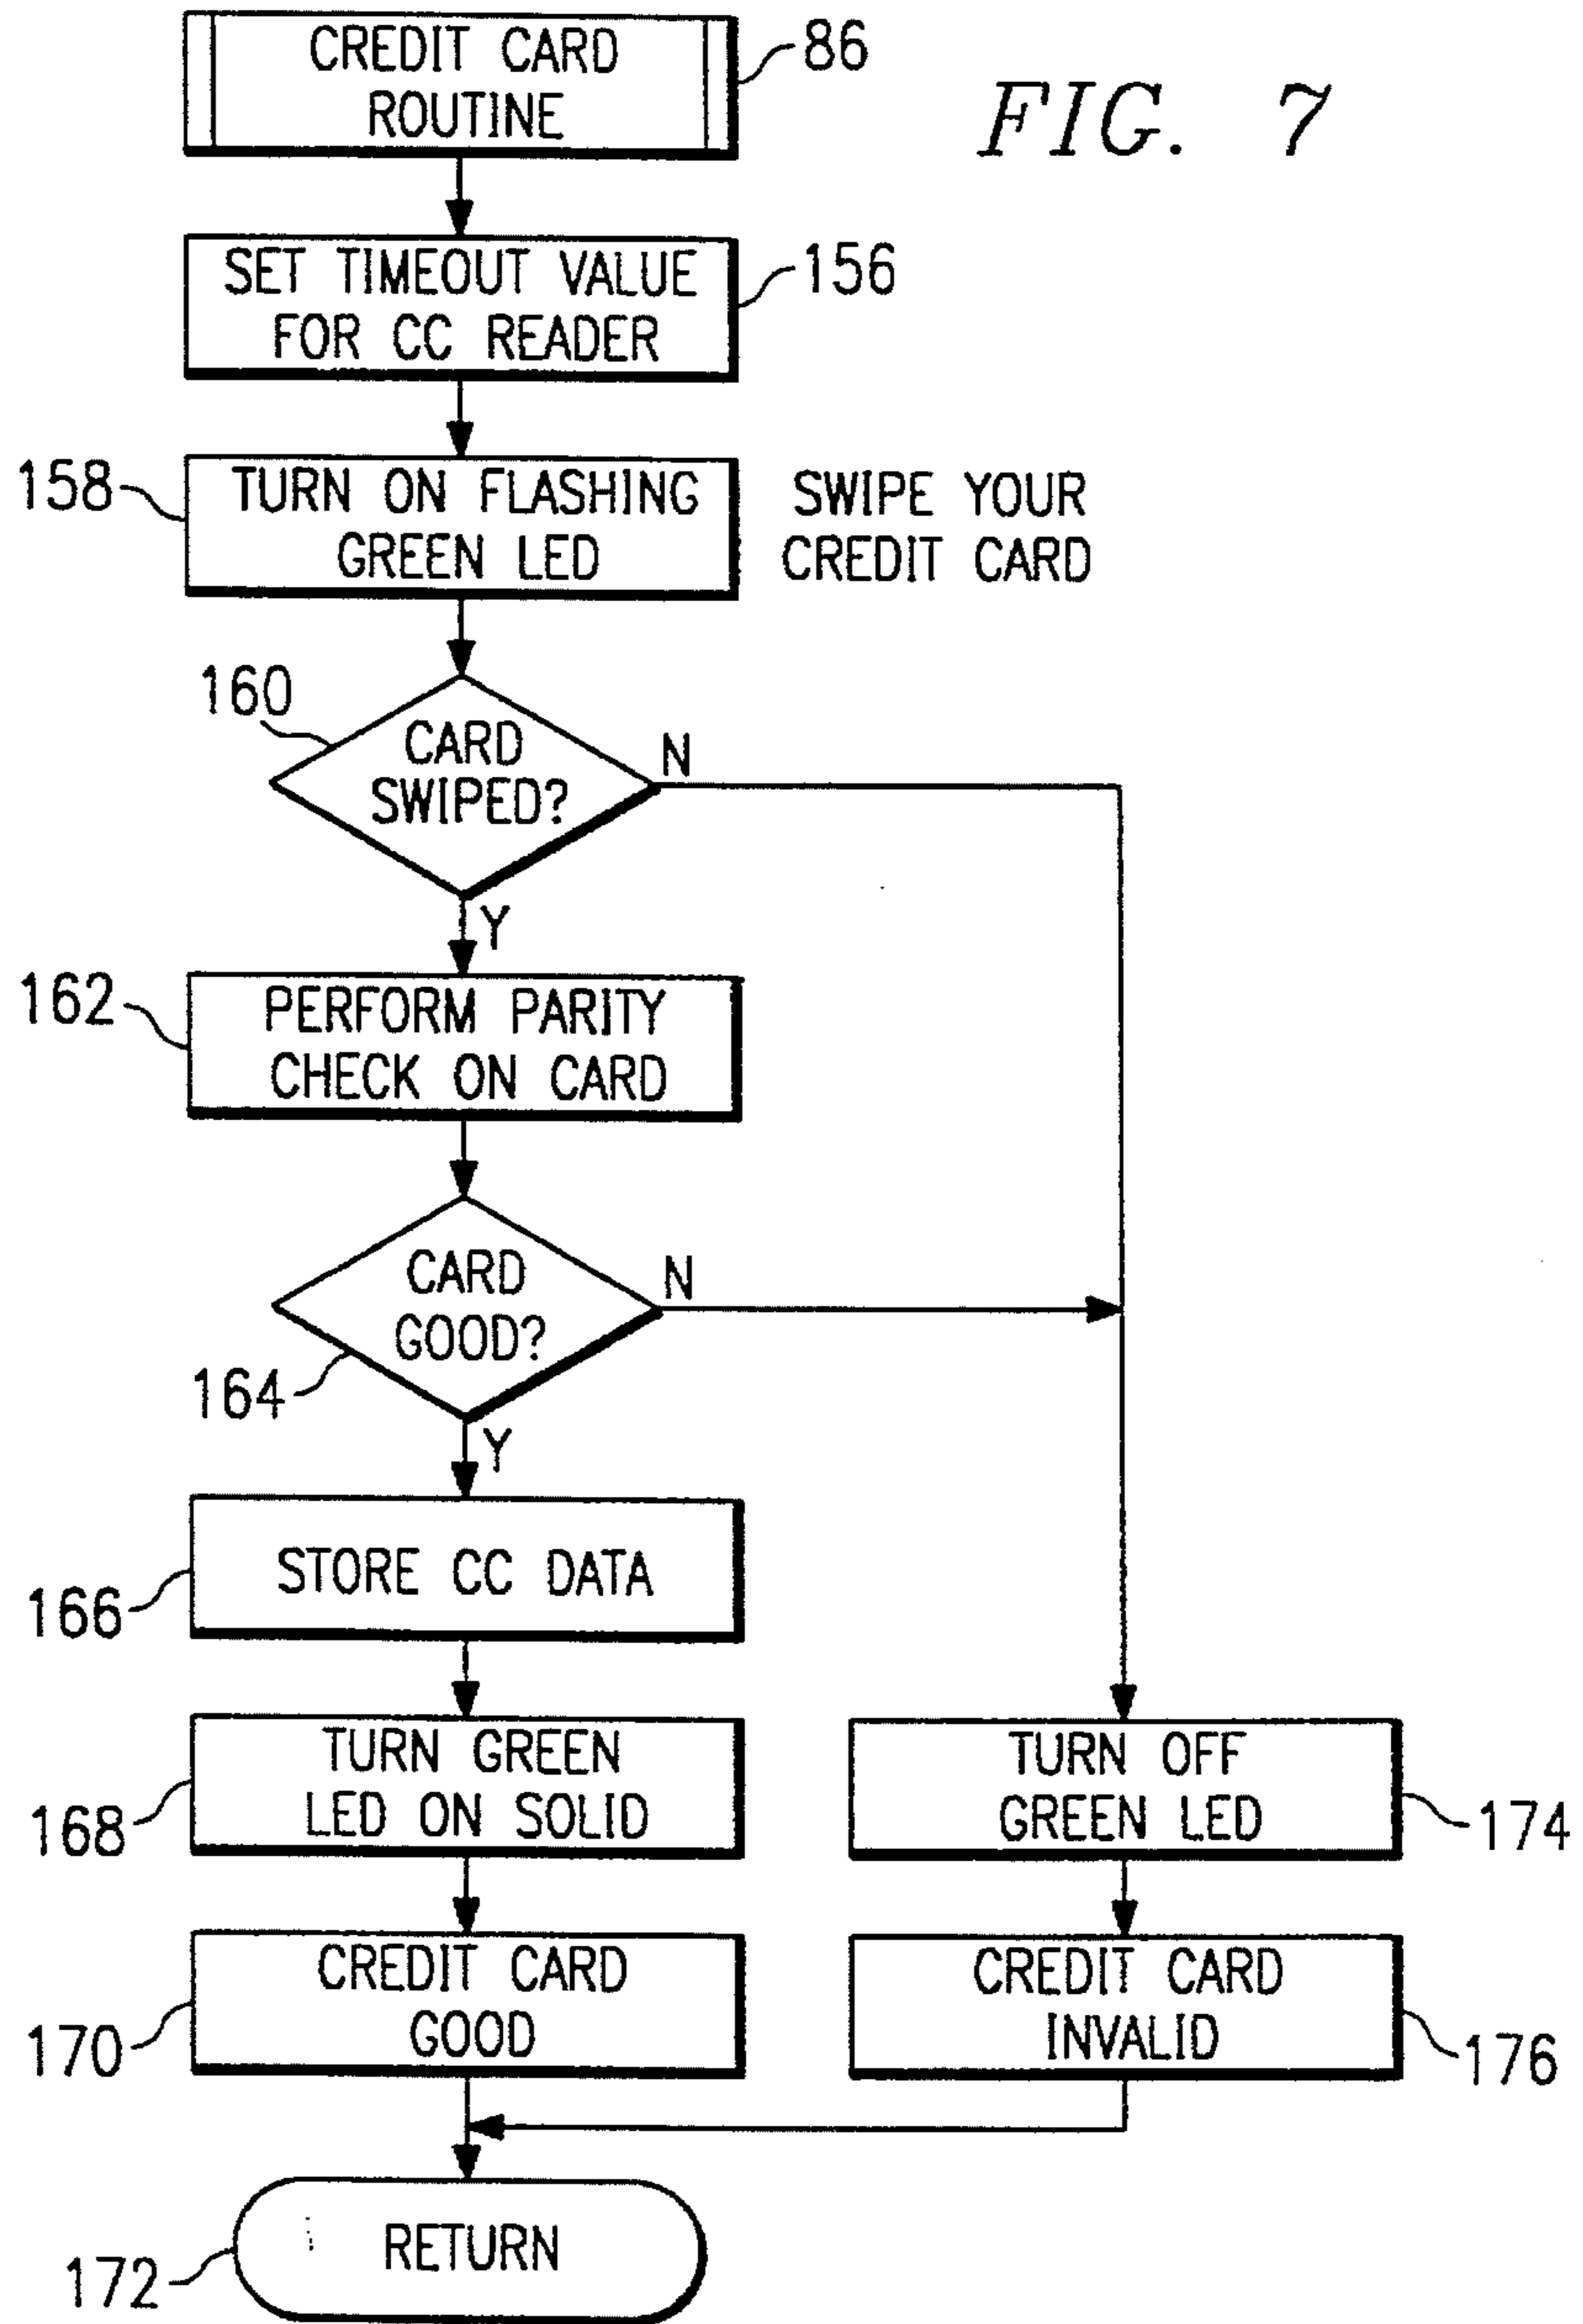 CREDIT CARD
ROUTINE
86
FIG. 7
SET TIMEOUT VALUE
FOR CC READER
156
158
TURN ON FLASHING
GREEN LED
SWIPE YOUR
CREDIT CARD
160
CARD
SWIPED?
N
Y
162
PERFORM PARITY
CHECK ON CARD
CARD
GOOD?
N
164
Y
STORE CC DATA
166
TURN GREEN
LED ON SOLID
168
TURN OFF
GREEN LED
174
CREDIT CARD
GOOD
170
CREDIT CARD
INVALID
176
RETURN
172